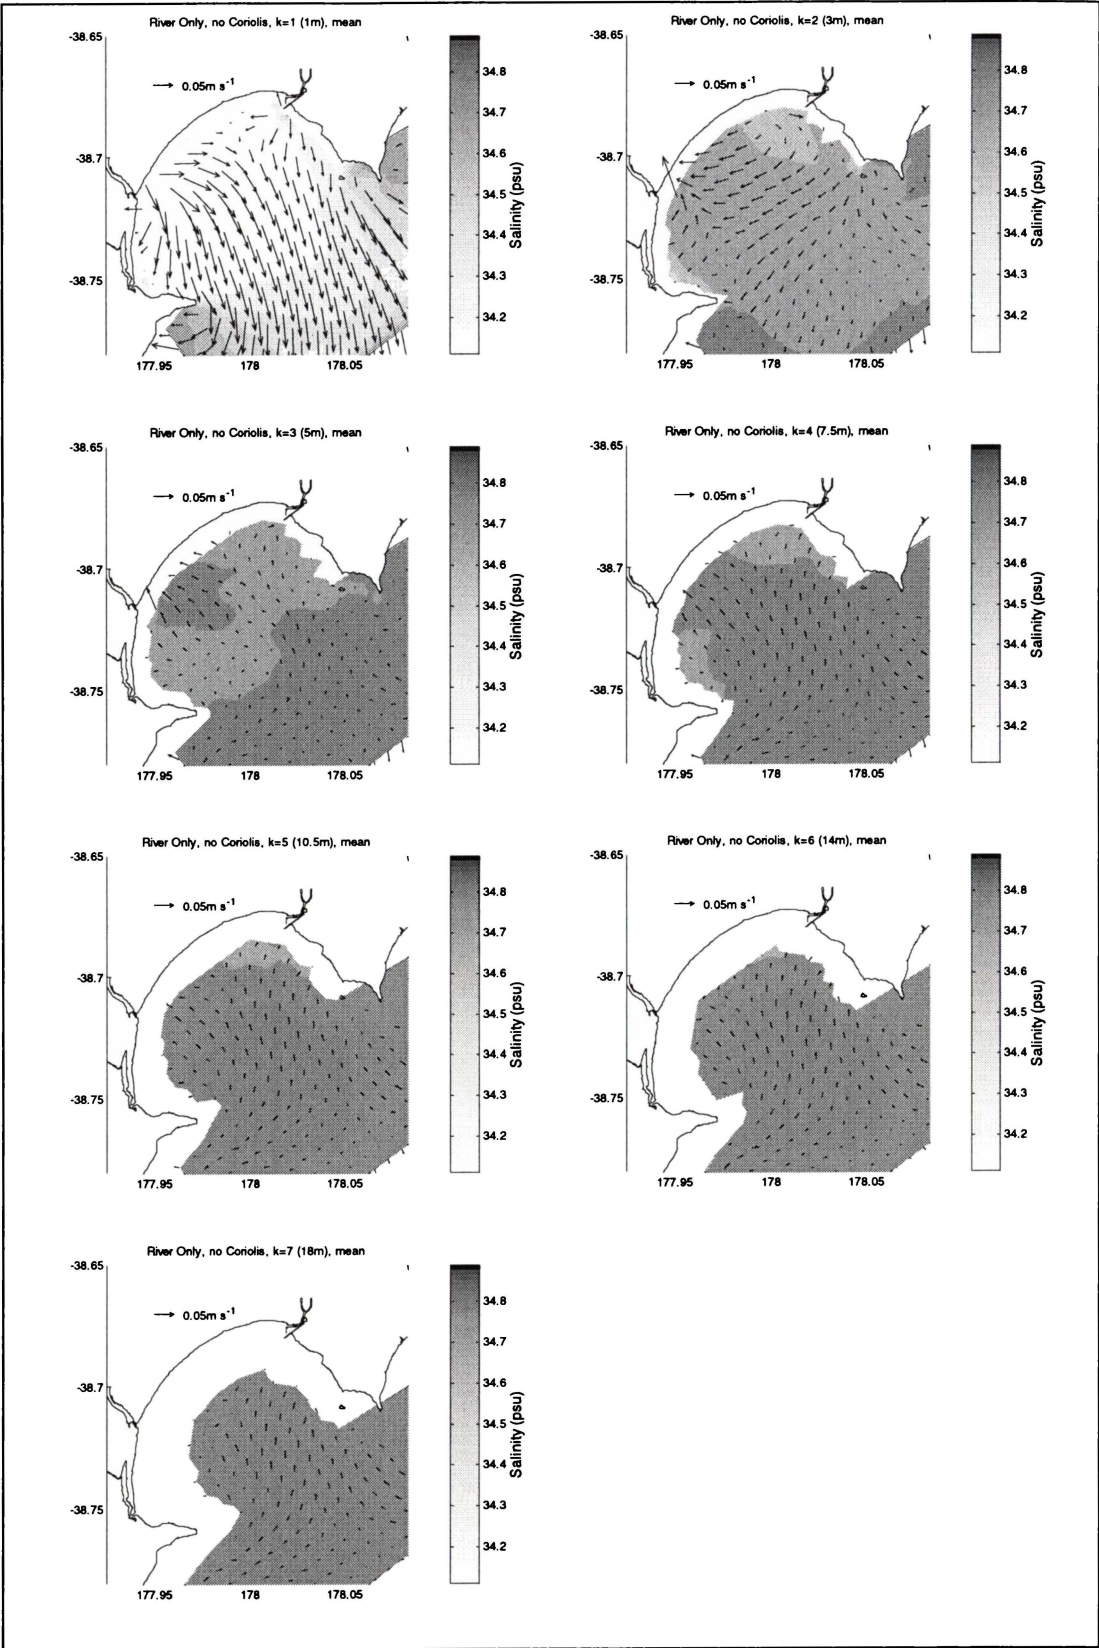 River Only, no Coriolis, k=1 (1m), mean
-38.65
-38.7
-38.75
0.05m s-1
177.95 178 178.05
34.8
34.7
34.6
34.5
34.4
34.3
34.2
Salinity (psu)
River Only, no Coriolis, k=2 (3m), mean
-38.65
-38.7
-38.75
0.05m s-1
177.95 178 178.05
34.8
34.7
34.6
34.5
34.4
34.3
34.2
Salinity (psu)
River Only, no Coriolis, k=3 (5m), mean
-38.65
-38.7
-38.75
0.05m s-1
177.95 178 178.05
34.8
34.7
34.6
34.5
34.4
34.3
34.2
Salinity (psu)
River Only, no Coriolis, k=4 (7.5m), mean
-38.65
-38.7
-38.75
0.05m s-1
177.95 178 178.05
34.8
34.7
34.6
34.5
34.4
34.3
34.2
Salinity (psu)
River Only, no Coriolis, k=5 (10.5m), mean
-38.65
-38.7
-38.75
0.05m s-1
177.95 178 178.05
34.8
34.7
34.6
34.5
34.4
34.3
34.2
Salinity (psu)
River Only, no Coriolis, k=6 (14m), mean
-38.65
-38.7
-38.75
0.05m s-1
177.95 178 178.05
34.8
34.7
34.6
34.5
34.4
34.3
34.2
Salinity (psu)
River Only, no Coriolis, k=7 (18m), mean
-38.65
-38.7
-38.75
0.05m s-1
177.95 178 178.05
34.8
34.7
34.6
34.5
34.4
34.3
34.2
Salinity (psu)